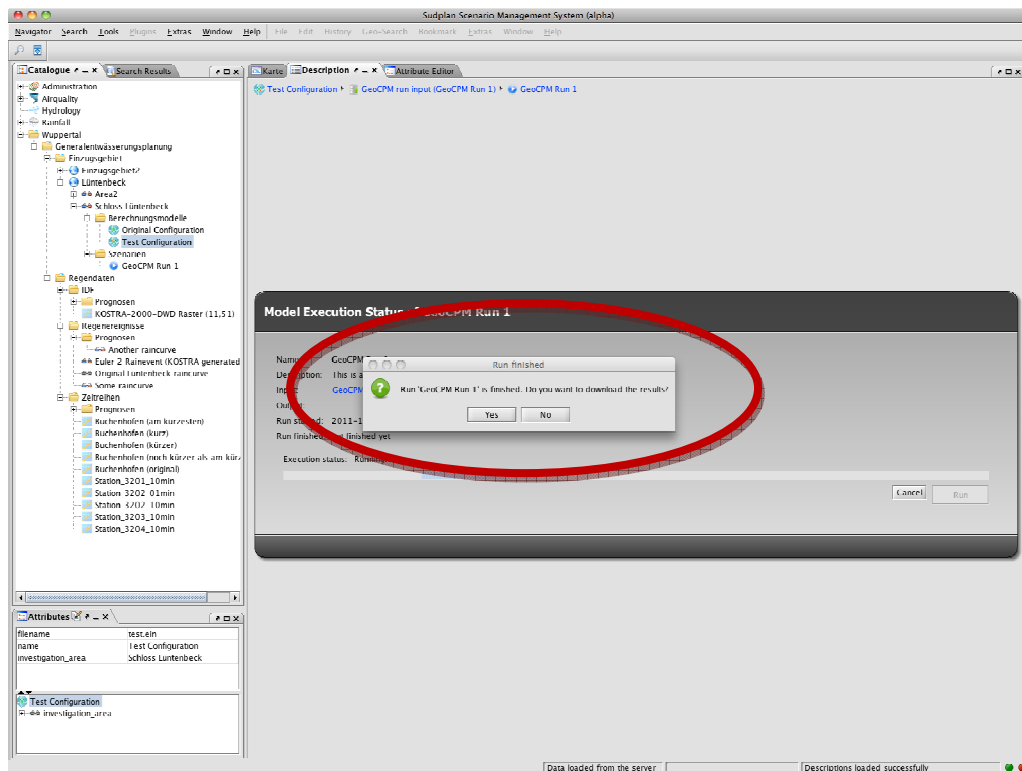 Sudplan Scenario Management System (alpha)
Navigator Search Tools Plugins Extras Window Help File Edit History Geo-Search Bookmark Extras Window Help
Catalogue Search Results
Karte Description Attribute Editor
Test Configuration GeoCPM run input (GeoCPM Run 1) GeoCPM Run 1
Administration
Airquality
Hydrology
Rainfall
Wuppertal
Generalentwässerungsplanung
Einzugsgebiet
Einzugsgebiet2
Lüntenbeck
Area2
Schloss Lüntenbeck
Berechnungsmodelle
Original Configuration
Test Configuration
Szenarien
GeoCPM Run 1
Regendaten
IDF
Prognosen
KOSTRA-2000-DWD Raster (11,51)
Regenereignisse
Prognosen
Another raincurve
Euler 2 Rainevent (KOSTRA generated
Original Luntenbeck raincurve
Some raincurve
Zeitreihen
Prognosen
Buchenhofen (am kürzesten)
Buchenhofen (kurz)
Buchenhofen (kürzer)
Buchenhofen (noch kürzer als am kürz
Buchenhofen (original)
Station_3201_10min
Station_3202_01min
Station_3202_10min
Station_3203_10min
Station_3204_10min
Model Execution Status GeoCPM Run 1
Name: GeoCPM
Description: This is a
Input: GeoCPM
Run started: 2011-1
Run finished: finished yet
Execution status: Running
Run finished
Run 'GeoCPM Run 1' is finished. Do you want to download the results?
Yes No
Cancel Run
Attributes
filename test.ein
name Test Configuration
investigation_area Schloss Luntenbeck
Test Configuration
investigation_area
Data loaded from the server Descriptions loaded successfully